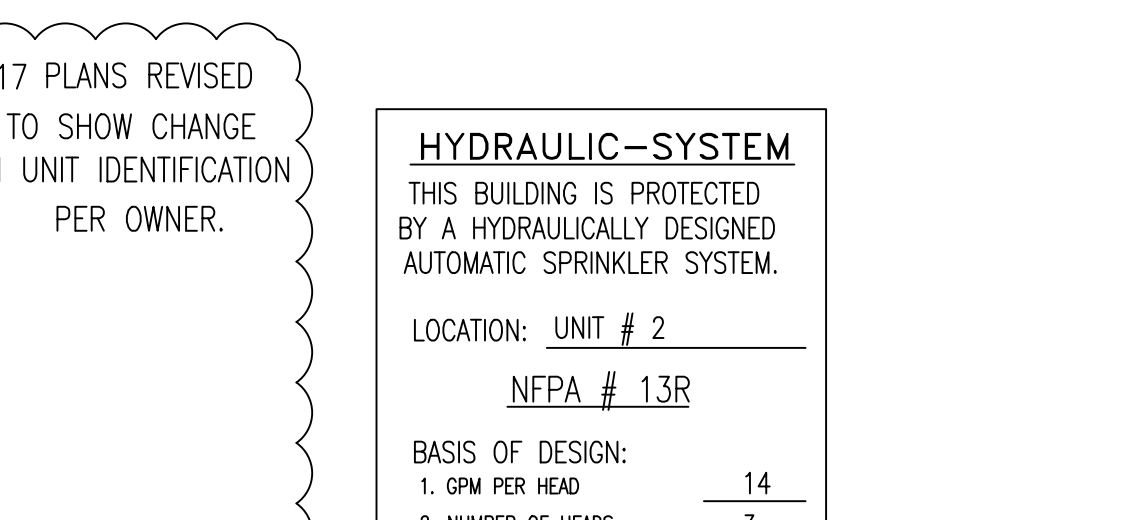 17 PLANS REVISED
TO SHOW CHANGE
UNIT IDENTIFICATION
PER OWNER.
HYDRAULIC-SYSTEM
THIS BUILDING IS PROTECTED
BY A HYDRAULICALLY DESIGNED
AUTOMATIC SPRINKLER SYSTEM.
LOCATION: UNIT # 2
NFPA # 13R
BASIS OF DESIGN:
1. GPM PER HEAD 14